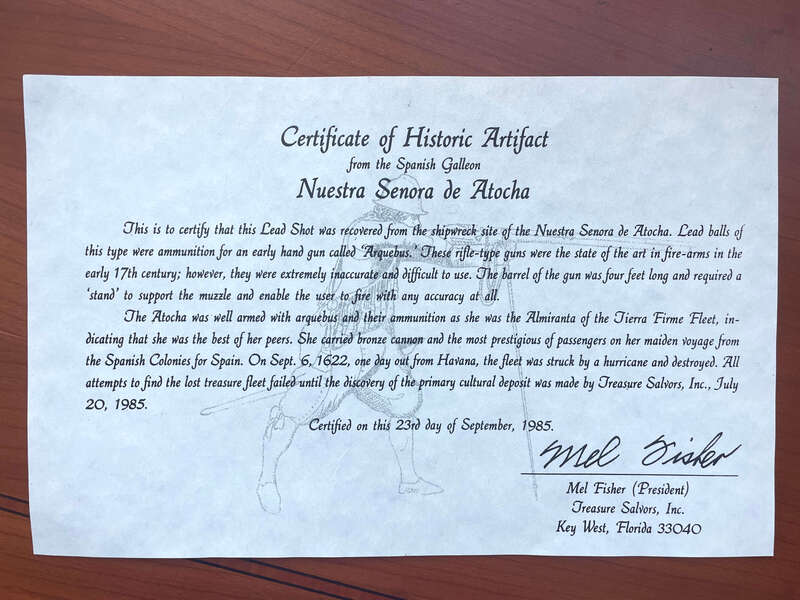 Certificate of Historic Artifact
from the Spanish Galleon
Nuestra Senora de Atocha
This is to certify that this Lead Shot was recovered from the shipwreck site of the Nuestra Senora de Atocha. Lead balls of
this type were ammunition for an early hand gun called 'Arquebus.' These rifle-type guns were the state of the art in fire-arms in the
early 17th century; however, they were extremely inaccurate and difficult to use. The barrel of the gun was four feet long and required a
'stand' to support the muzzle and enable the user to fire with any accuracy at all.
The Atocha was well armed with arquebus and their ammunition as she was the Almiranta of the Tierra Firme Fleet, in-
dicating that she was the best of her peers. She carried bronze cannon and the most prestigious of passengers on her maiden voyage from
the Spanish Colonies for Spain. On Sept. 6, 1622, one day out from Havana, the fleet was struck by a hurricane and destroyed. All
attempts to find the lost treasure fleet failed until the discovery of the primary cultural deposit was made by Treasure Salvors, Inc., July
20, 1985.
Certified on this 23rd day of September, 1985.
Mel Fisher
Mel Fisher (President)
Treasure Salvors, Inc.
Key West, Florida 33040